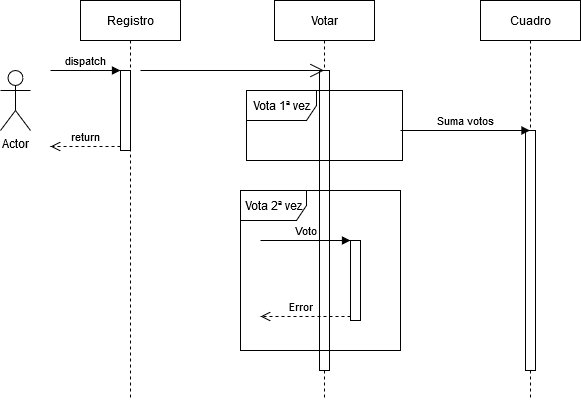 Registro
Votar
Cuadro
dispatch
Vota 1ª vez
Suma votos
return
Actor
Vota 2ª vez
Voto
Error